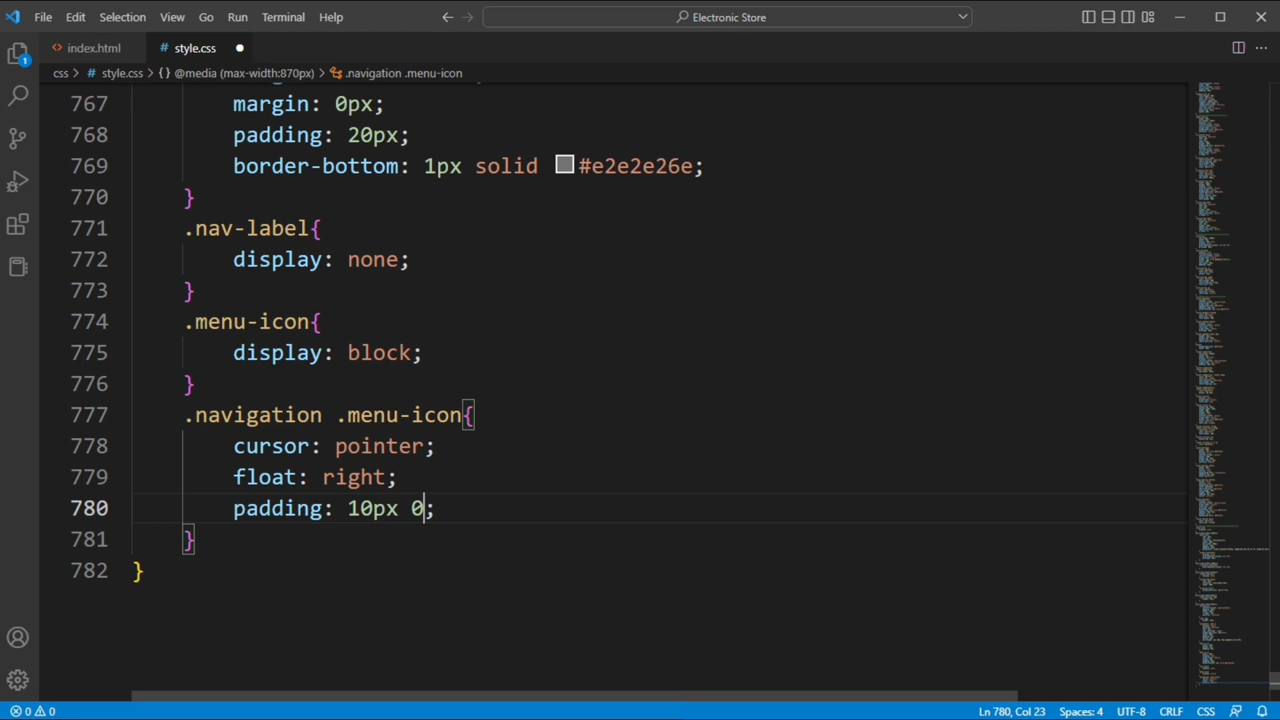 File Edit Selection View Go Run Terminal Help Electronic Store
index.html style.css
css > style.css > {} @media (max-width:870px) > .navigation .menu-icon
767 margin: 0px;
768 padding: 20px;
769 border-bottom: 1px solid #e2e2e26e;
770 }
771 .nav-label{
772 display: none;
773 }
774 .menu-icon{
775 display: block;
776 }
777 .navigation .menu-icon{
778 cursor: pointer;
779 float: right;
780 padding: 10px 0;
781 }
782 }
1
0 0 Ln 780, Col 23 Spaces: 4 UTF-8 CRLF CSS